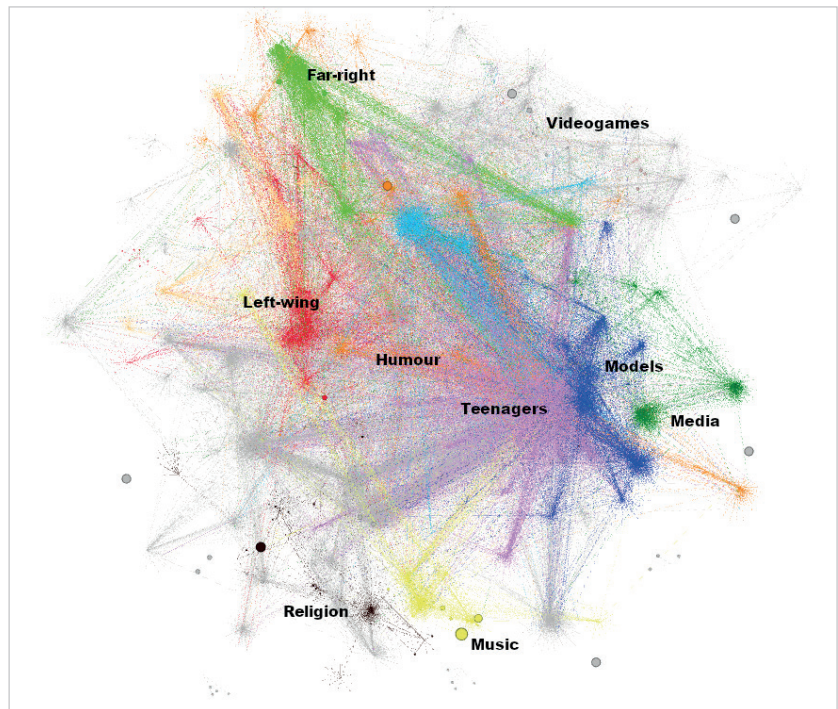 Far-right
Videogames
Left-wing
Humour
Models
Teenagers
Media
Religion
Music